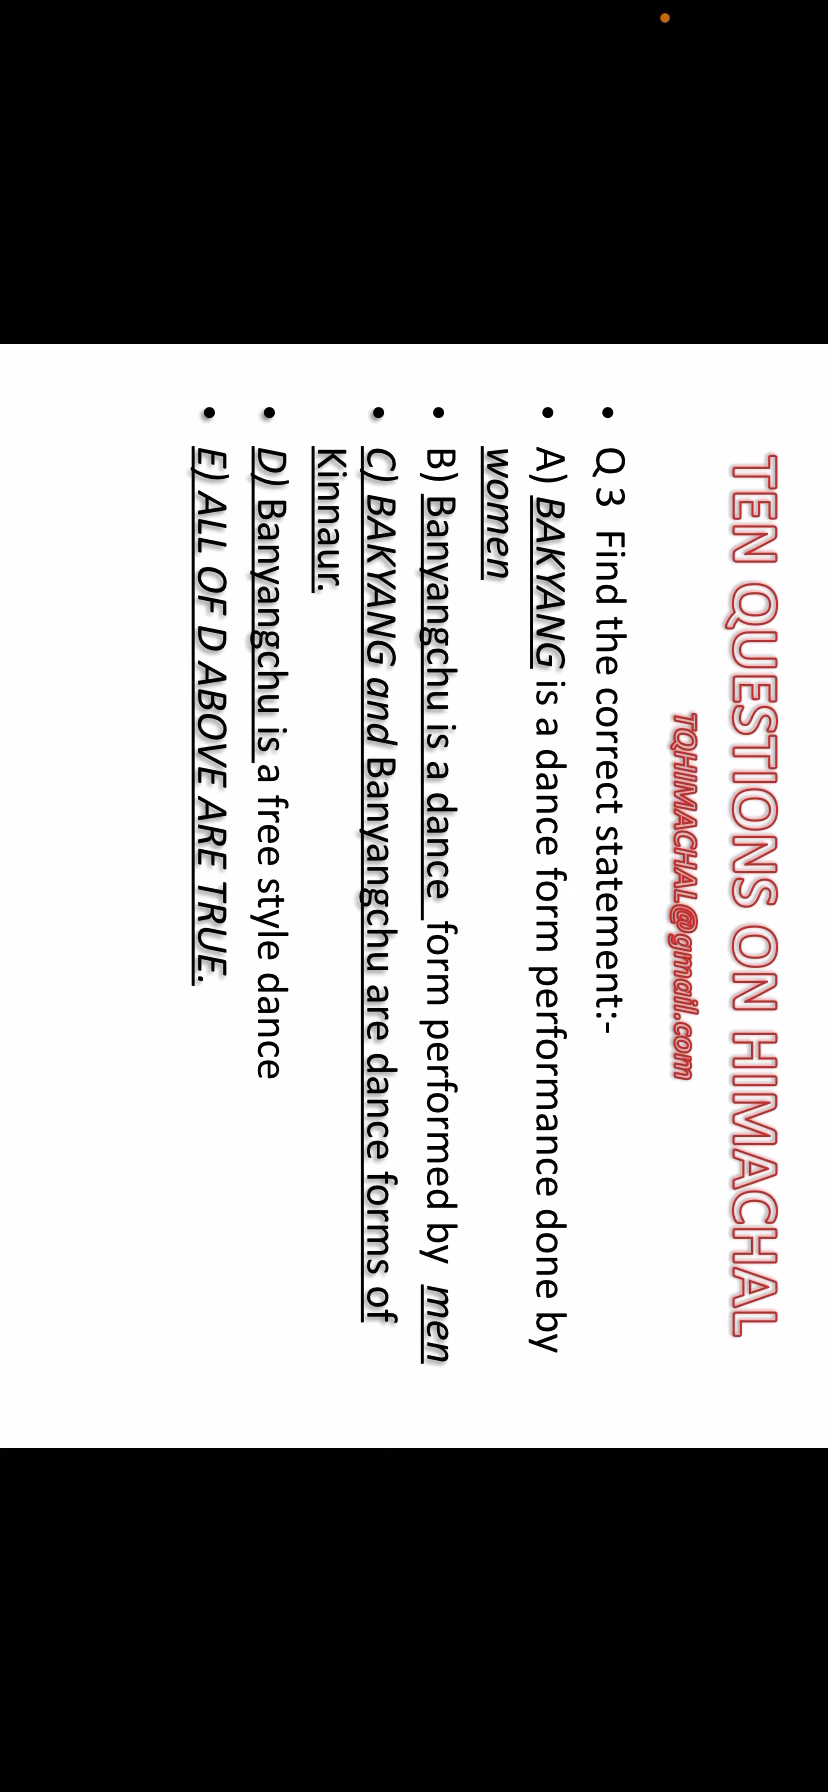 TEN QUESTIONS ON HIMACHAL
TQHIMACHAL@gmail.com
• Q 3 Find the correct statement:-
• A) BAKYANG is a dance form performance done by
women
• B) Banyangchu is a dance form performed by men
• C) BAKYANG and Banyangchu are dance forms of
Kinnaur.
• D) Banyangchu is a free style dance
• E) ALL OF D ABOVE ARE TRUE.